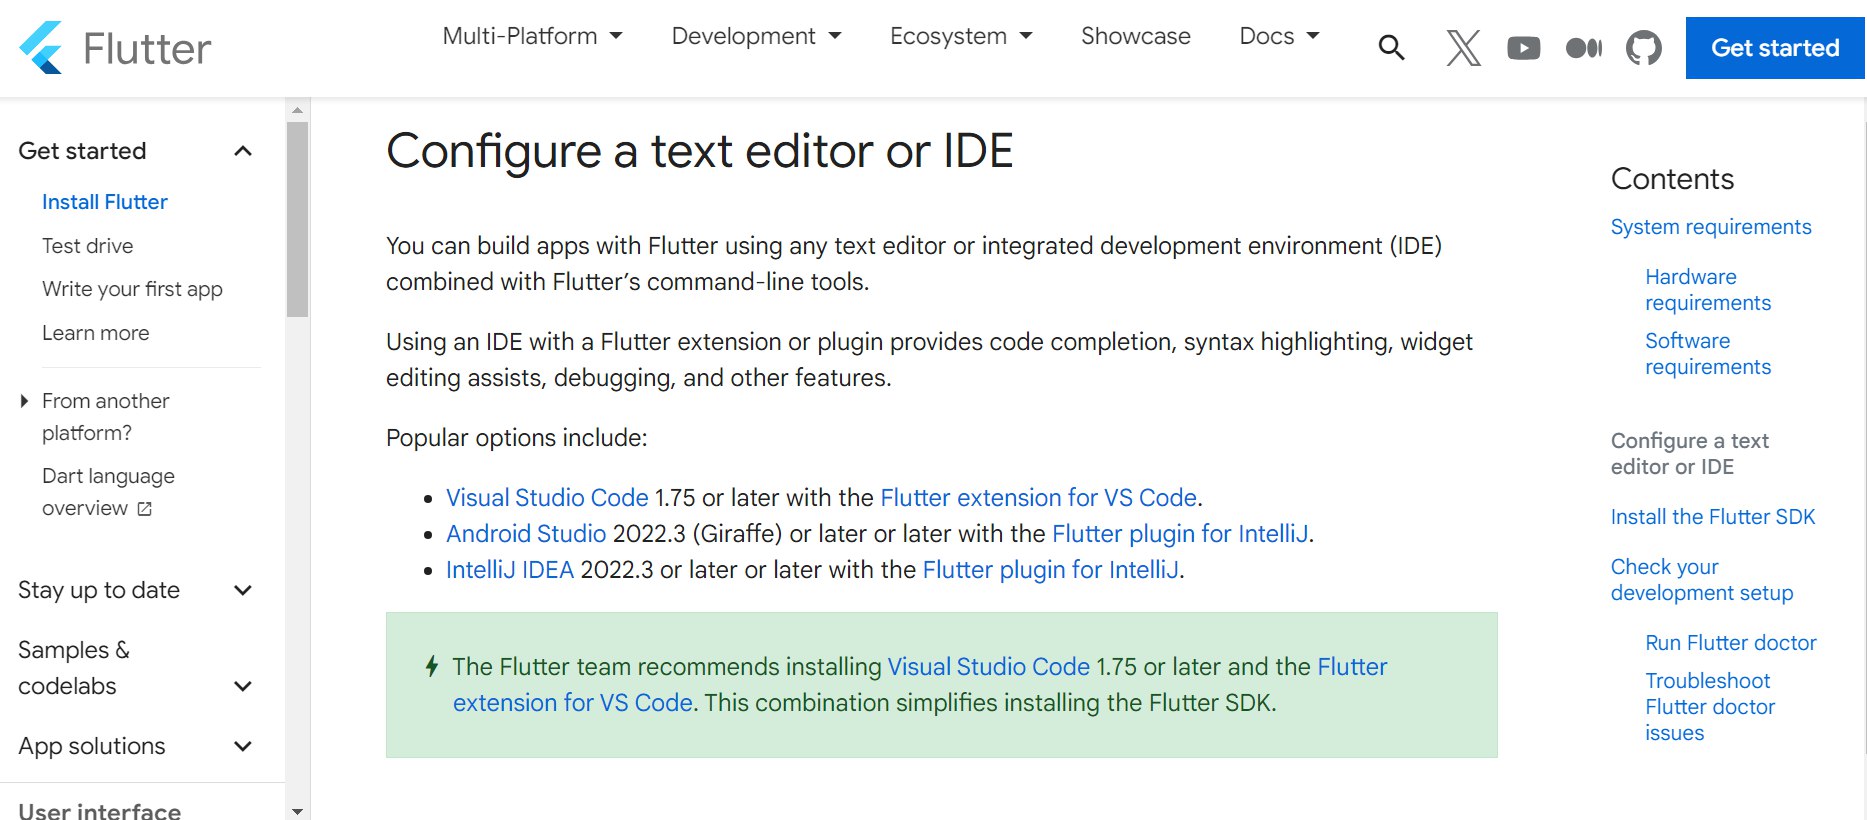 Flutter
Multi-Platform
Development
Ecosystem
Showcase
Docs
Get started
Get started
Install Flutter
Test drive
Write your first app
Learn more
From another
platform?
Dart language
overview
Stay up to date
Samples &
codelabs
App solutions
User interface
Configure a text editor or IDE
You can build apps with Flutter using any text editor or integrated development environment (IDE)
combined with Flutter’s command-line tools.
Using an IDE with a Flutter extension or plugin provides code completion, syntax highlighting, widget
editing assists, debugging, and other features.
Popular options include:
• Visual Studio Code 1.75 or later with the Flutter extension for VS Code.
• Android Studio 2022.3 (Giraffe) or later or later with the Flutter plugin for IntelliJ.
• IntelliJ IDEA 2022.3 or later or later with the Flutter plugin for IntelliJ.
The Flutter team recommends installing Visual Studio Code 1.75 or later and the Flutter
extension for VS Code. This combination simplifies installing the Flutter SDK.
Contents
System requirements
Hardware
requirements
Software
requirements
Configure a text
editor or IDE
Install the Flutter SDK
Check your
development setup
Run Flutter doctor
Troubleshoot
Flutter doctor
issues